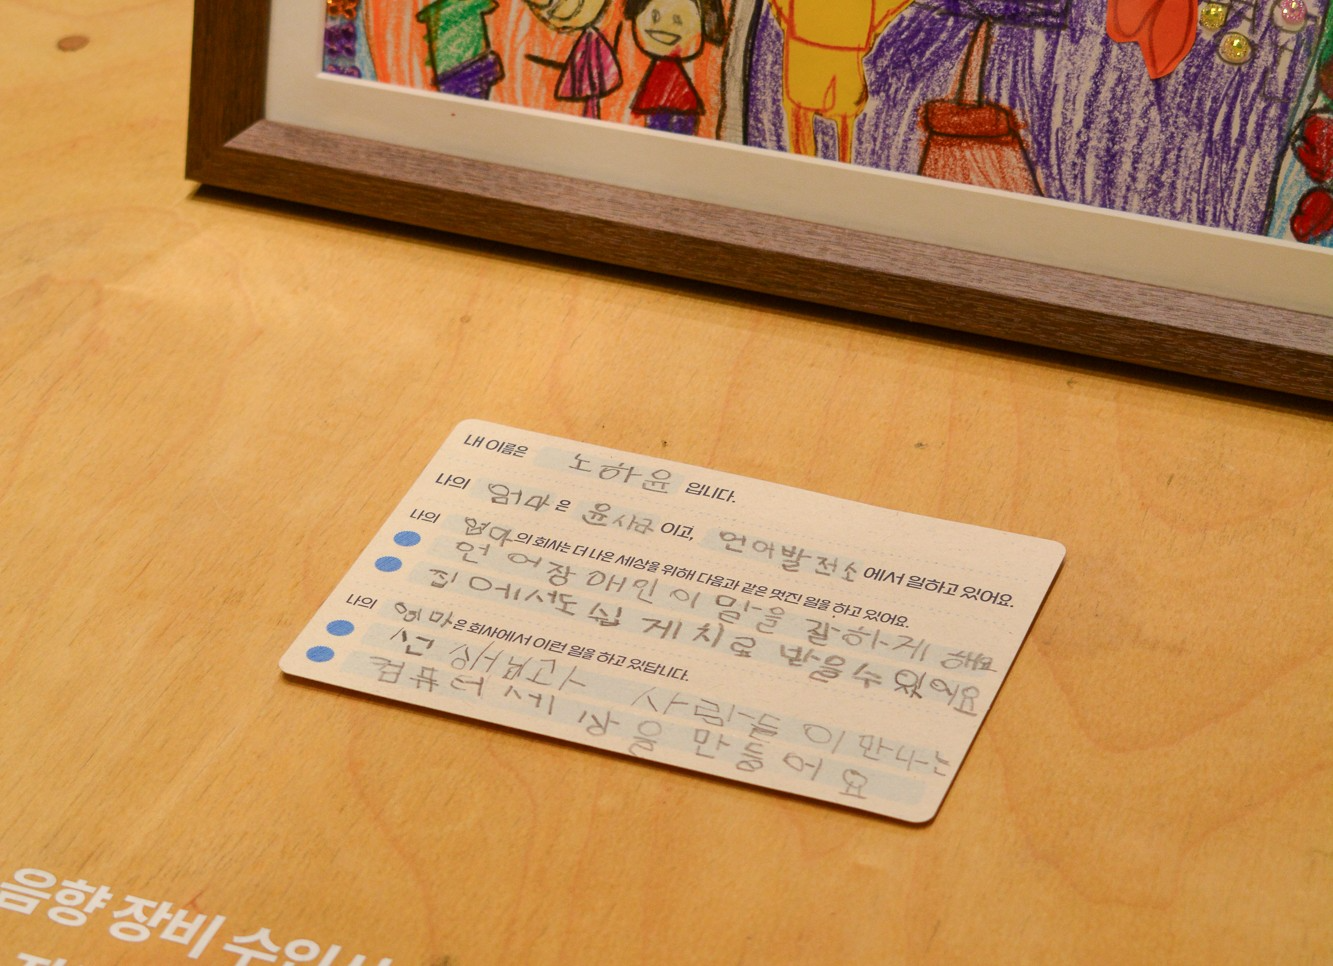 내 이름은 노하윤 입니다.
나의 엄마 은 윤사라 이고, 언어발전소 에서 일하고 있어요.
나의 엄마 의 회사는 더 나은 세상을 위해 다음과 같은 멋진 일을 하고 있어요.
언어장애인이 말을 잘하게 해요
집에서도 쉽게 치료 받을 수 있어요
나의 엄마 은 회사에서 이런 일을 하고 있답니다.
선생님과 사람들이 만나는
컴퓨터 세상을 만들어요
음향 장비